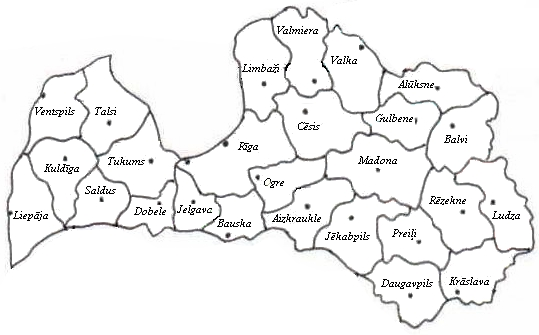 Valmiera
Limbaži
Valka
Alūksne
Ventspils
Talsi
Cēsis
Gulbene
Balvi
Rīga
Kuldīga
Tukums
Madona
Ogre
Saldus
Rēzekne
Liepāja
Dobele
Jelgava
Aizkraukle
Ludza
Bauska
Jēkabpils
Preiļi
Daugavpils
Krāslava